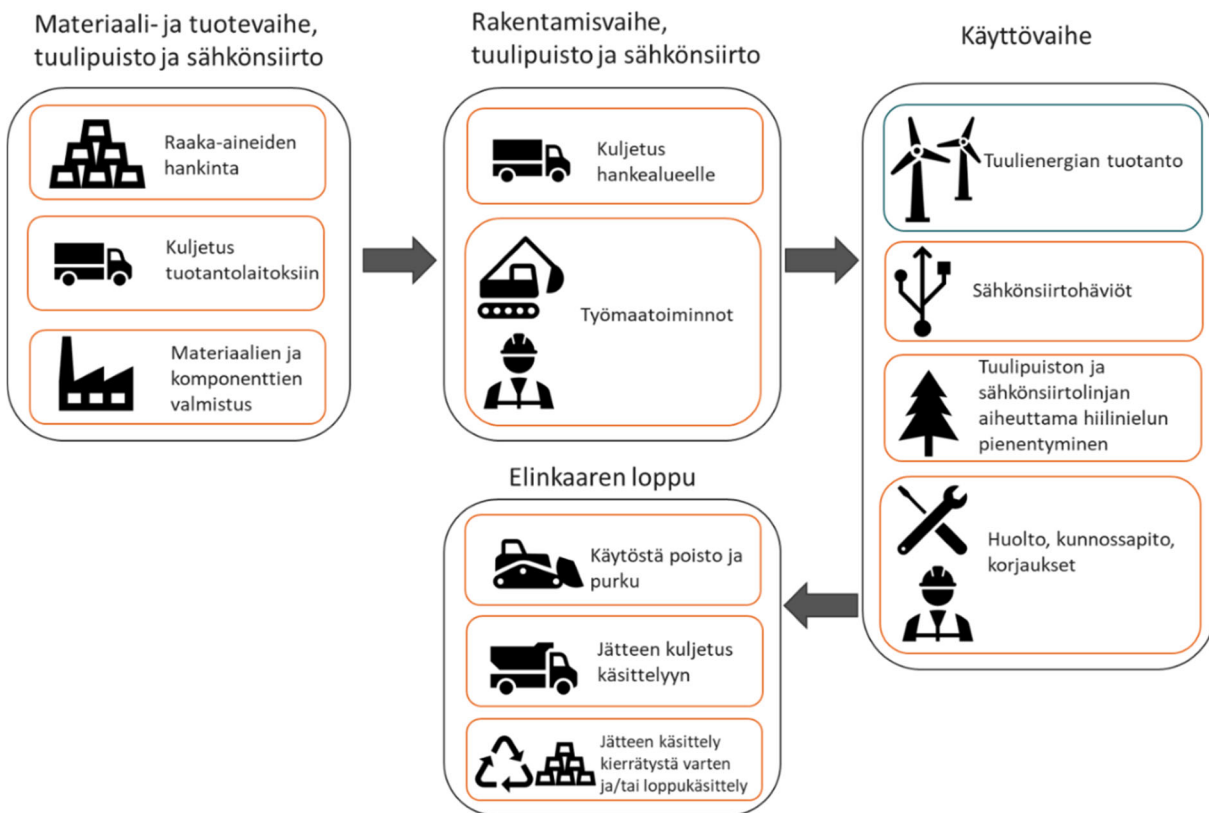 Materiaali- ja tuotevaihe,
tuulipuisto ja sähkönsiirto
Raaka-aineiden
hankinta
Kuljetus
tuotantolaitoksiin
Materiaalien ja
komponenttien
valmistus
Rakentamisvaihe,
tuulipuisto ja sähkönsiirto
Kuljetus
hankealueelle
Työmaatoiminnot
Käyttövaihe
Tuulienergian tuotanto
Sähkönsiirtohäviöt
Tuulipuiston ja
sähkönsiirtolinjan
aiheuttama hiilinielun
pienentyminen
Huolto, kunnossapito,
korjaukset
Elinkaaren loppu
Käytöstä poisto ja
purku
Jätteen kuljetus
käsittelyyn
Jätteen käsittely
kierrätystä varten
ja/tai loppukäsittely